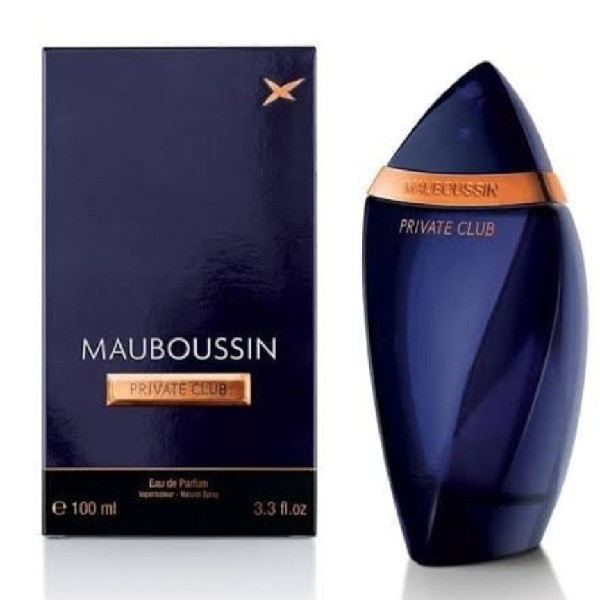 MAUBOUSSIN
PRIVATE CLUB
Eau de Parfum
Vaporisateur - Natural Spray
e 100 ml 3.3 fl.oz
MAUBOUSSIN
PRIVATE CLUB